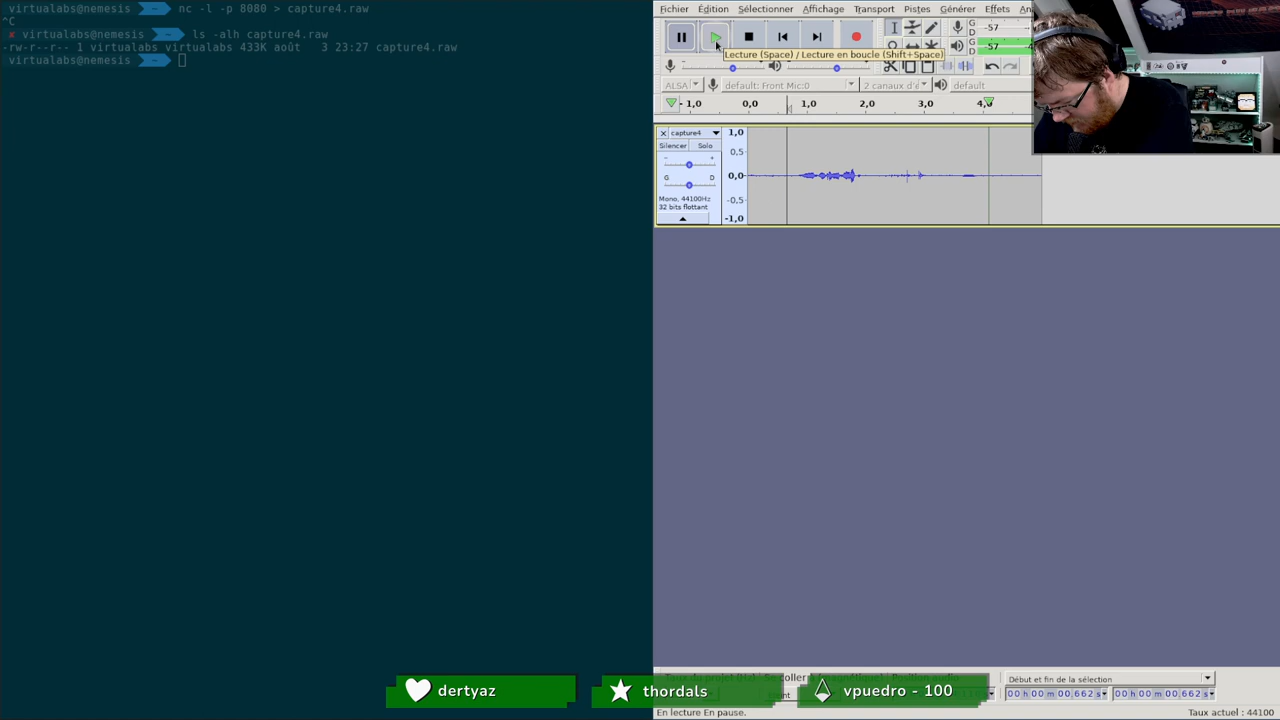 virtualabs@nemesis ~ nc -l -p 8080 > capture4.raw
^C
✘ virtualabs@nemesis ~ ls -alh capture4.raw
-rw-r--r-- 1 virtualabs virtualabs 433K août 3 23:27 capture4.raw
virtualabs@nemesis ~
Fichier Édition Sélectionner Affichage Transport Pistes Générer Effets
G -57
D -57
Lecture (Space) / Lecture en boucle (Shift+Space)
ALSA default: Front Mic:0 2 canaux d'e default
- 1,0 0,0 1,0 2,0 3,0 4,0
capture4
Silencer Solo
- +
G D
Mono, 44100Hz
32 bits flottant
1,0
0,5
0,0
-0,5
-1,0
Début et fin de la sélection
00 h 00 m 00,662 s 00 h 00 m 00,662 s
dertyaz
thordals
vpuedro - 100
En lecture En pause.
Taux actuel : 44100